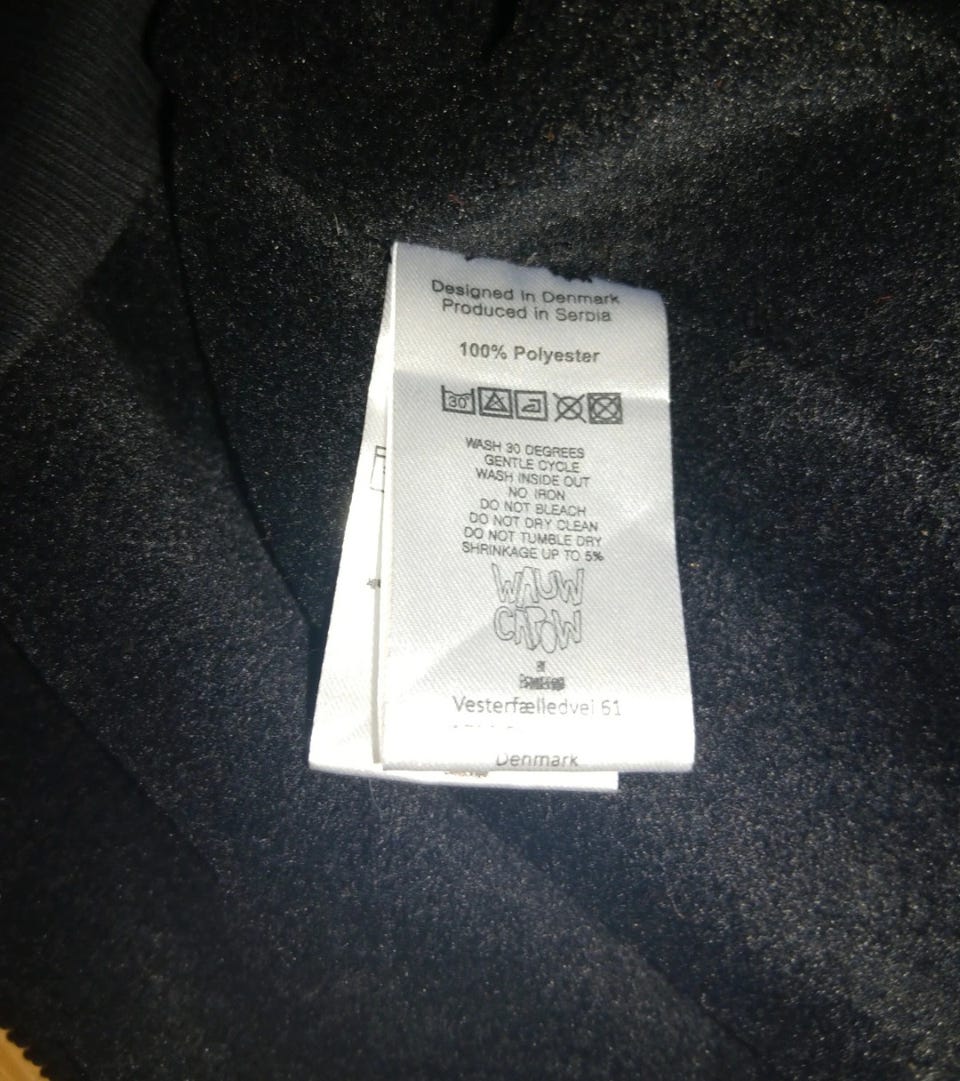 Designed in Denmark
Produced in Serbia
100% Polyester
30°
WASH 30 DEGREES
GENTLE CYCLE
WASH INSIDE OUT
NO IRON
DO NOT BLEACH
DO NOT DRY CLEAN
DO NOT TUMBLE DRY
SHRINKAGE UP TO 5%
WAUW
CAPOW
BY
Vesterfælledvej 61
Denmark